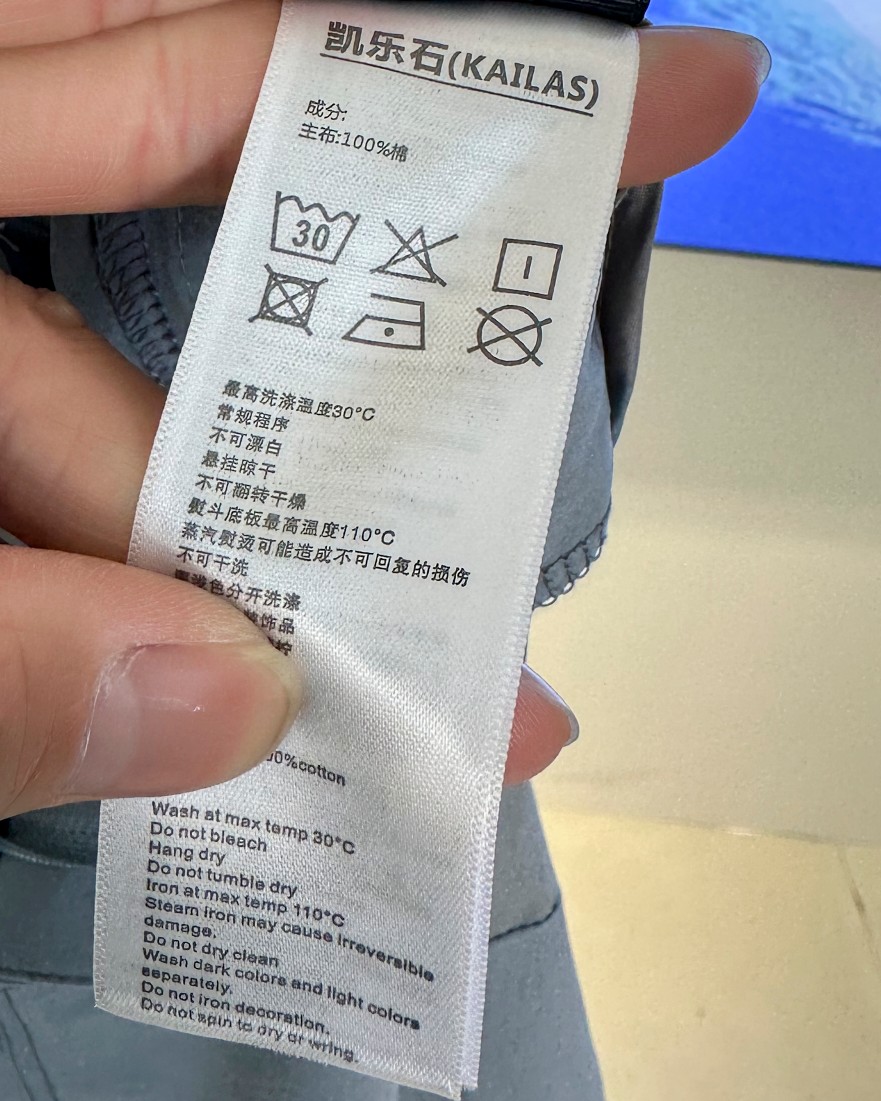 凯乐石(KAILAS)
成分:
主布:100%棉
30
最高洗涤温度30°C
常规程序
不可漂白
悬挂晾干
不可翻转干燥
熨斗底板最高温度110°C
蒸汽熨烫可能造成不可回复的损伤
不可干洗
浅色分开洗涤
饰品
0%cotton
Wash at max temp 30°C
Do not bleach
Hang dry
Do not tumble dry
Iron at max temp 110°C
Steam iron may cause irreversible
damage.
Do not dry clean
Wash dark colors and light colors
separately.
Do not iron decoration.
Do not spin to dry or wring.